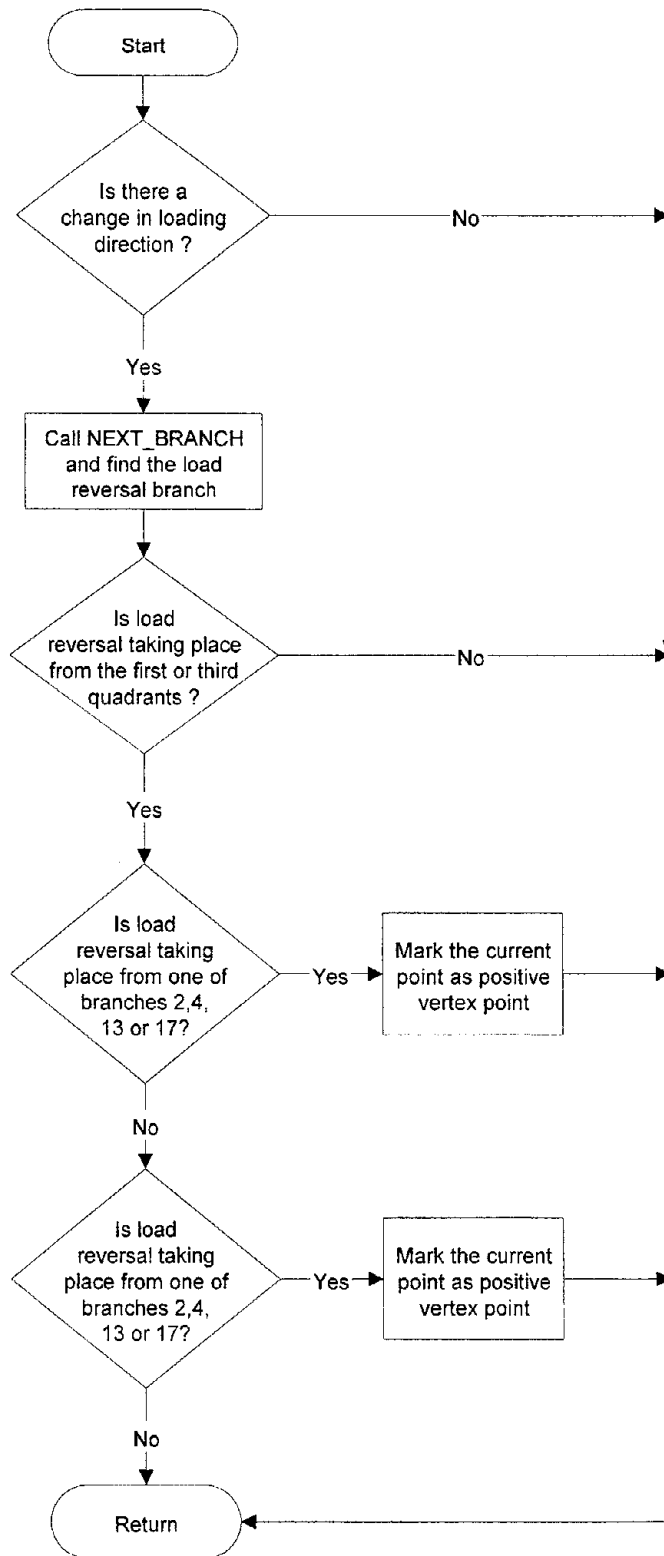 Start
Is there a
change in loading
direction ?
No
Yes
Call NEXT_BRANCH
and find the load
reversal branch
Is load
reversal taking place
from the first or third
quadrants ?
No
Yes
Is load
reversal taking
place from one of
branches 2,4,
13 or 17?
Yes
Mark the current
point as positive
vertex point
No
Is load
reversal taking
place from one of
branches 2,4,
13 or 17?
Yes
Mark the current
point as positive
vertex point
No
Return